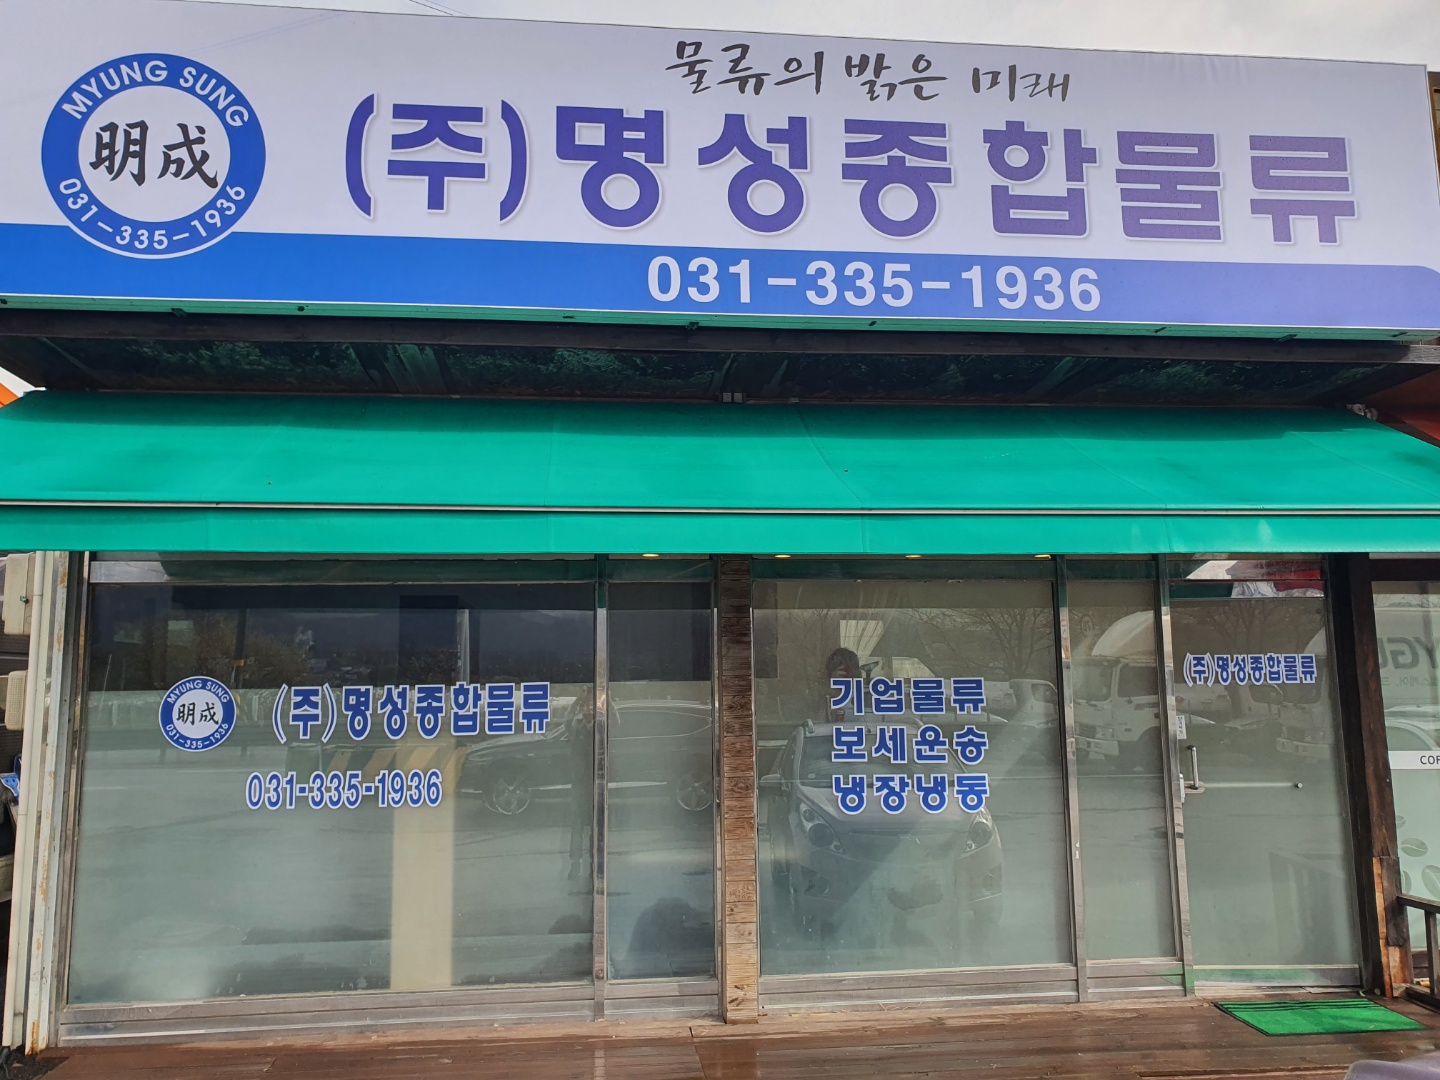 물류의 밝은 미래
MYUNG SUNG
明成
031-335-1936
(주)명성종합물류
031-335-1936
MYUNG SUNG
明成
031-335-1936
(주)명성종합물류
031-335-1936
기업물류
보세운송
냉장냉동
(주)명성종합물류